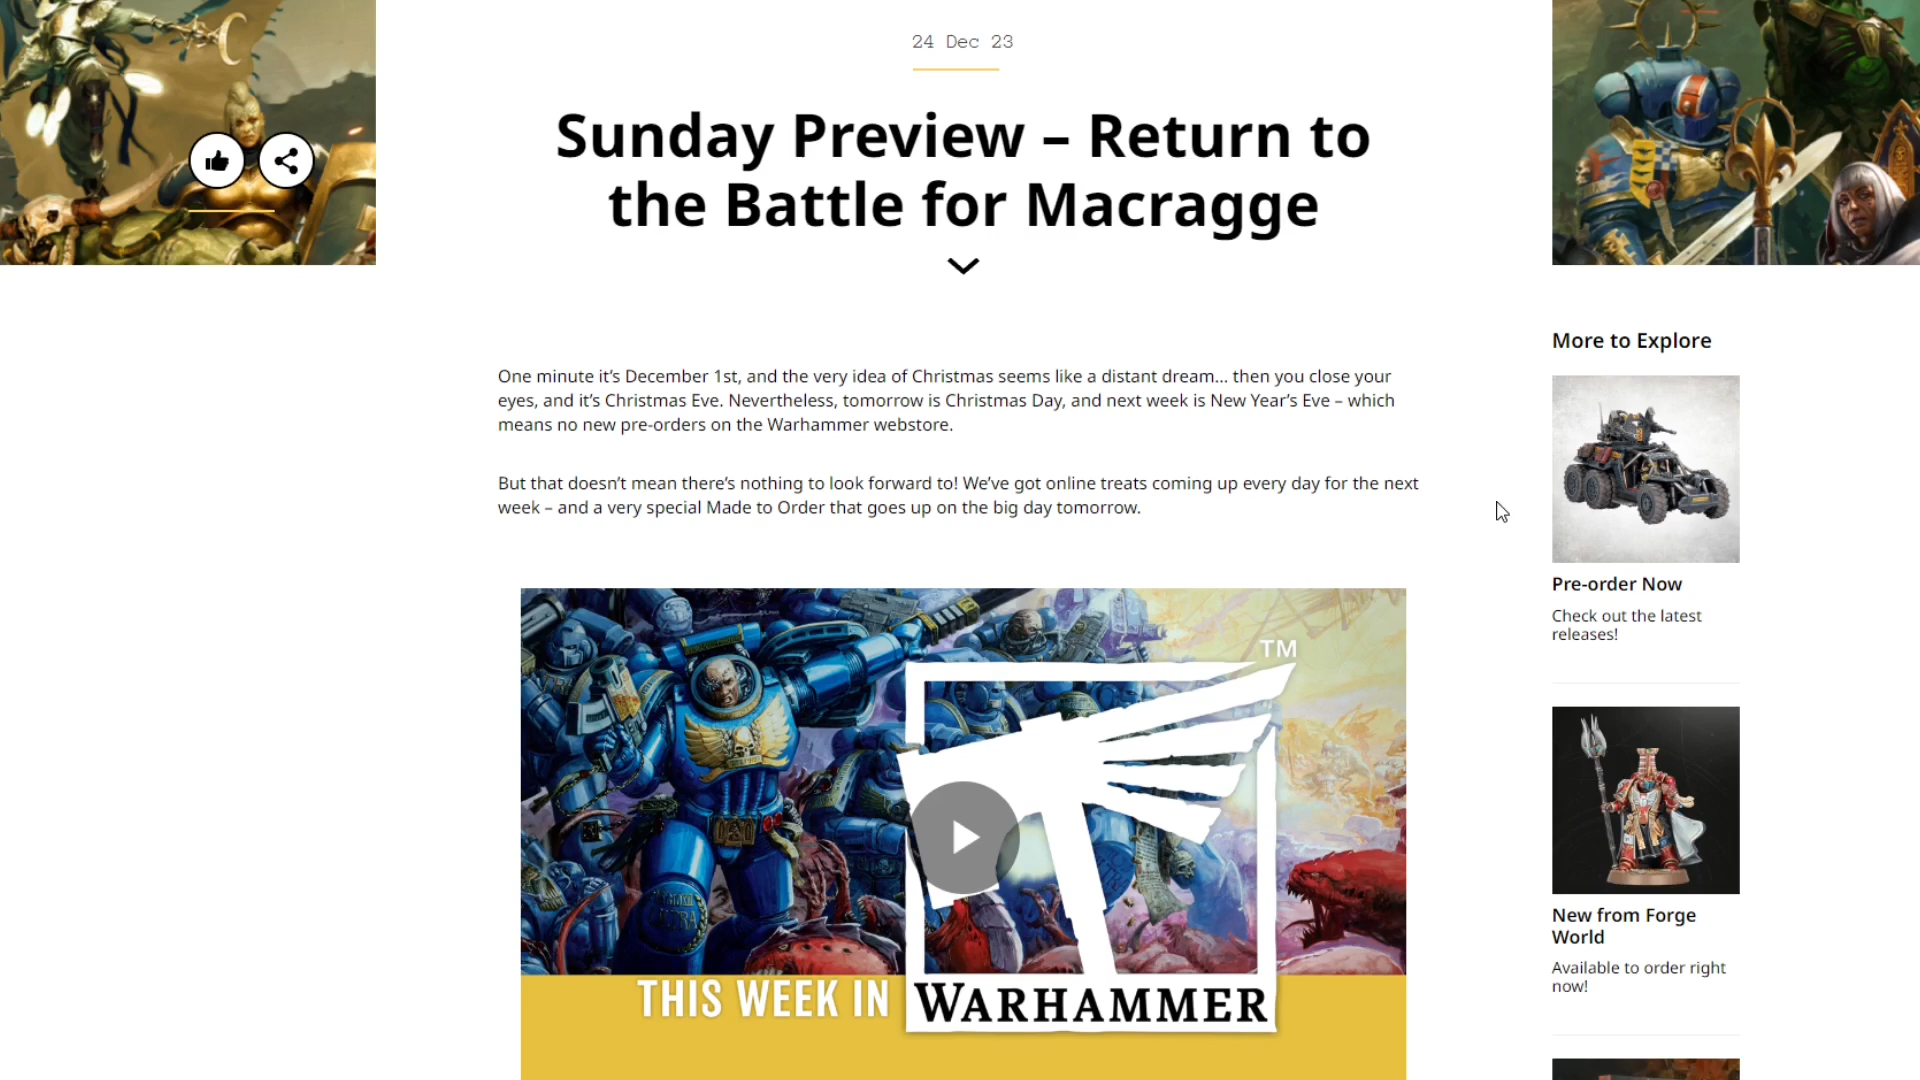 24 Dec 23
Sunday Preview – Return to
the Battle for Macragge
One minute it’s December 1st, and the very idea of Christmas seems like a distant dream... then you close your
eyes, and it’s Christmas Eve. Nevertheless, tomorrow is Christmas Day, and next week is New Year’s Eve – which
means no new pre-orders on the Warhammer webstore.
But that doesn’t mean there’s nothing to look forward to! We’ve got online treats coming up every day for the next
week – and a very special Made to Order that goes up on the big day tomorrow.
TM
THIS WEEK IN
WARHAMMER
More to Explore
Pre-order Now
Check out the latest
releases!
New from Forge
World
Available to order right
now!